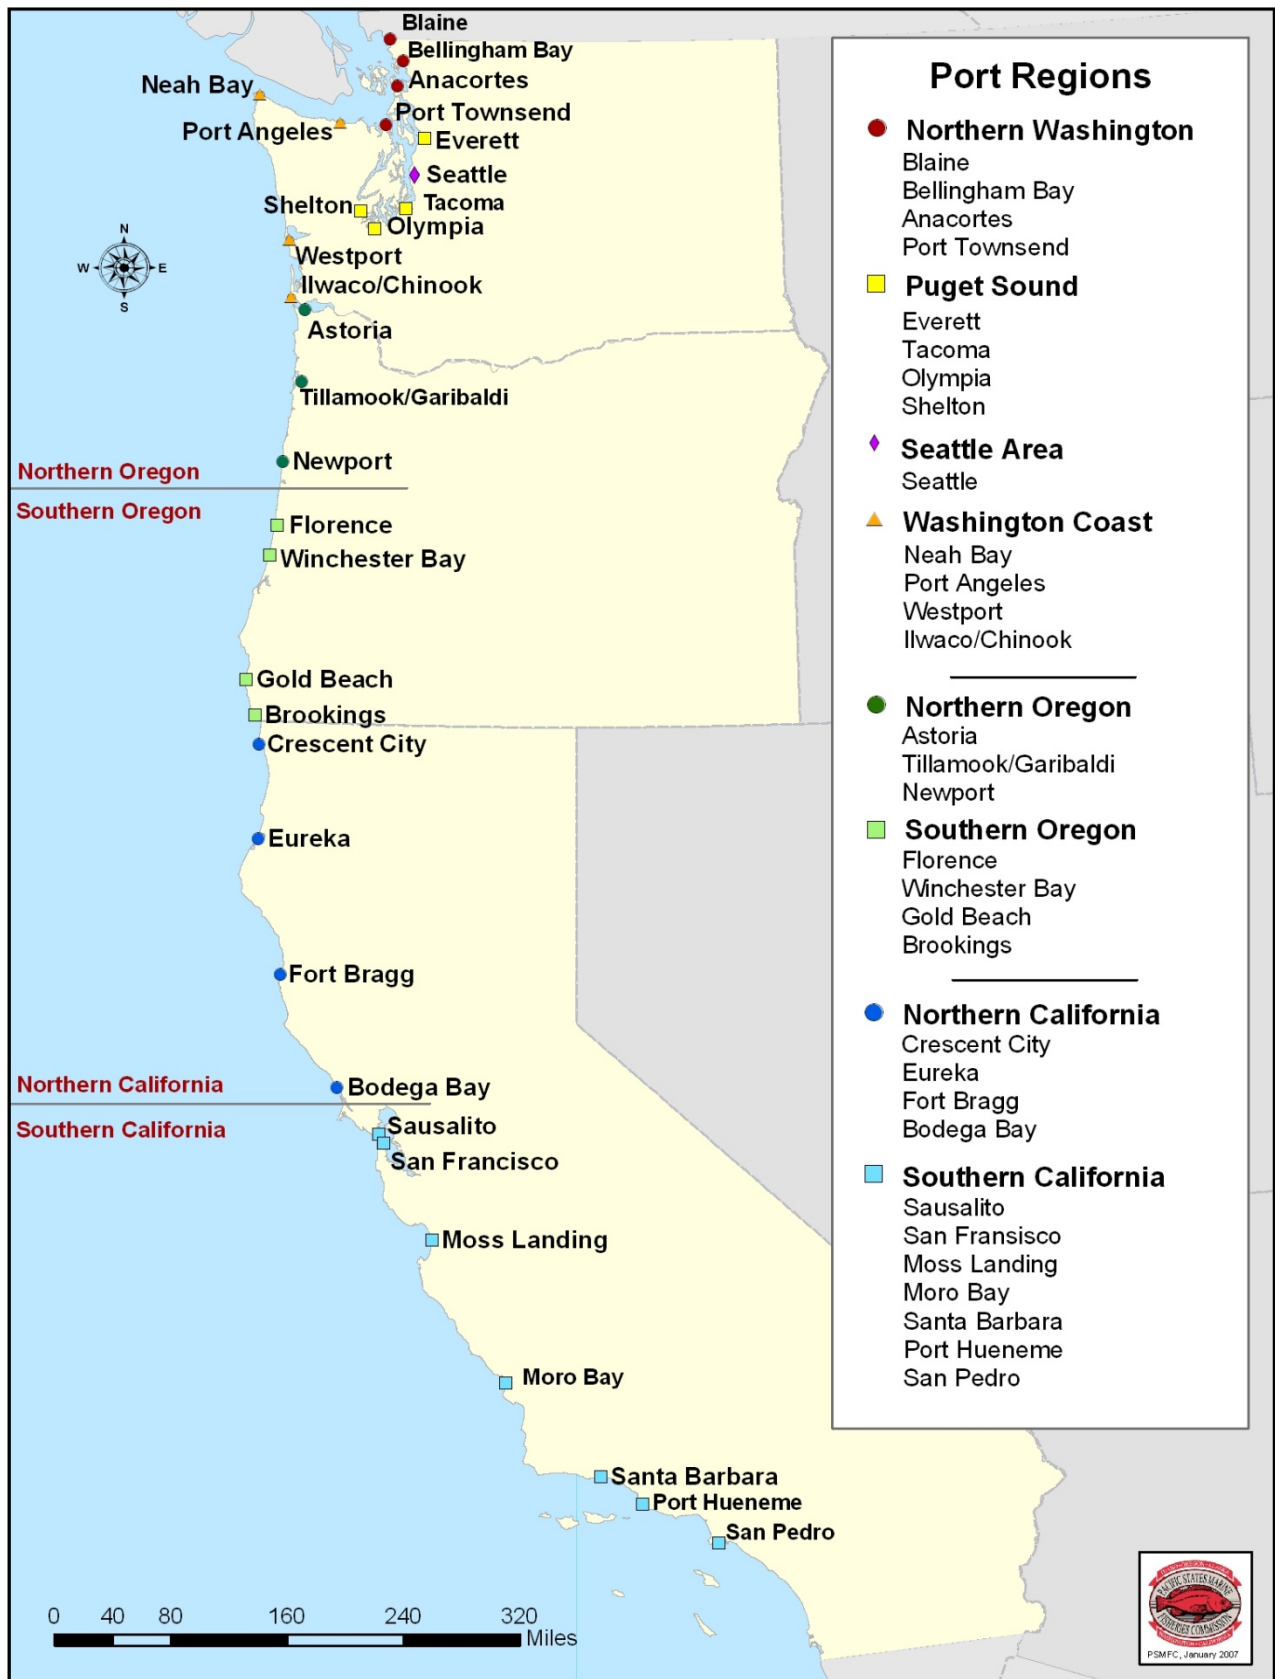 Blaine
Bellingham Bay
Neah Bay
Anacortes
Port Townsend
Port Angeles
Everett
Seattle
Shelton
Tacoma
Olympia
Westport
Ilwaco/Chinook
Astoria
Tillamook/Garibaldi
Newport
Northern Oregon
Southern Oregon
Florence
Winchester Bay
Gold Beach
Brookings
Crescent City
Eureka
Fort Bragg
Northern California
Bodega Bay
Southern California
Sausalito
San Francisco
Moss Landing
Moro Bay
Santa Barbara
Port Hueneme
San Pedro
N
W E
S
0 40 80 160 240 320
Miles
Port Regions
Northern Washington
Blaine
Bellingham Bay
Anacortes
Port Townsend
Puget Sound
Everett
Tacoma
Olympia
Shelton
Seattle Area
Seattle
Washington Coast
Neah Bay
Port Angeles
Westport
Ilwaco/Chinook
Northern Oregon
Astoria
Tillamook/Garibaldi
Newport
Southern Oregon
Florence
Winchester Bay
Gold Beach
Brookings
Northern California
Crescent City
Eureka
Fort Bragg
Bodega Bay
Southern California
Sausalito
San Fransisco
Moss Landing
Moro Bay
Santa Barbara
Port Hueneme
San Pedro
PACIFIC STATES MARINE
FISHERIES COMMISSION
PSMFC, January 2007